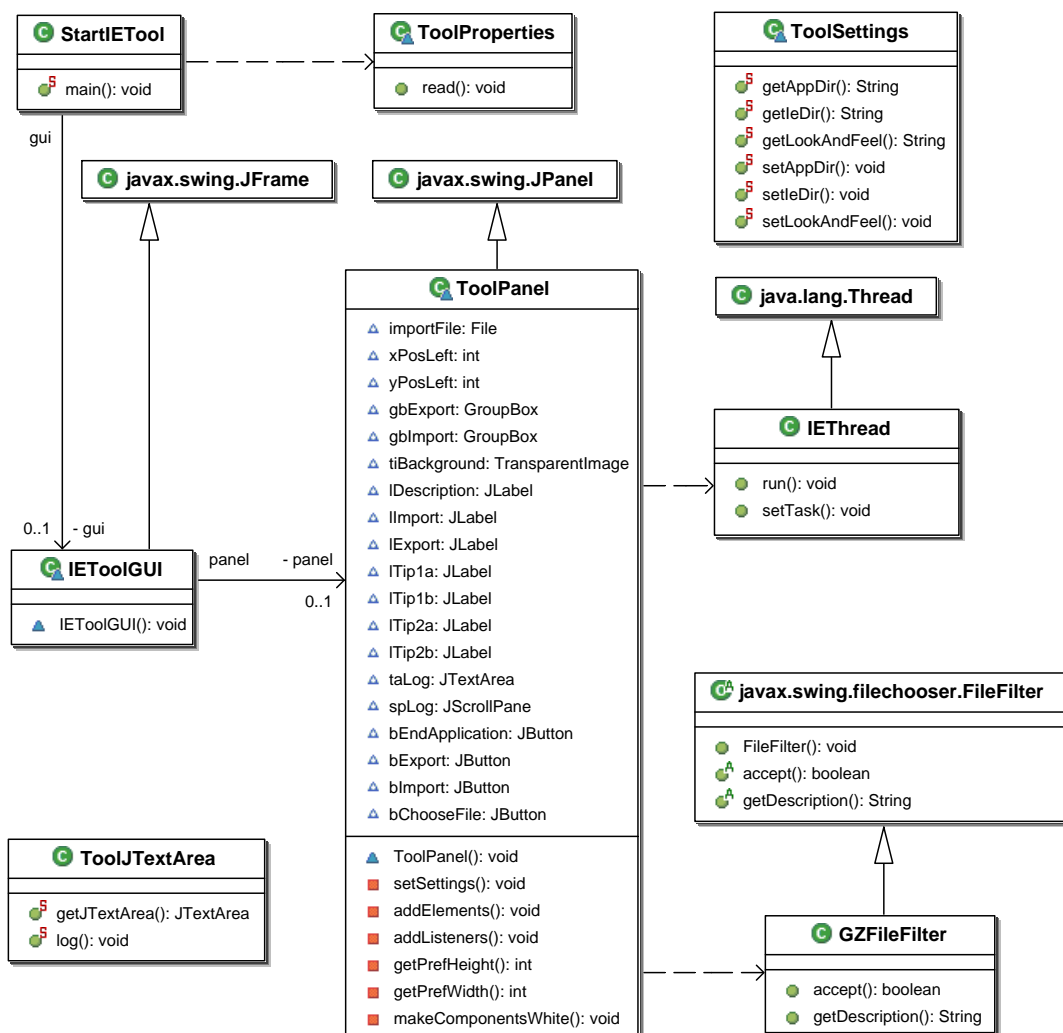 StartIETool
main(): void
ToolProperties
read(): void
ToolSettings
getAppDir(): String
getIeDir(): String
getLookAndFeel(): String
setAppDir(): void
setIeDir(): void
setLookAndFeel(): void
gui
javax.swing.JFrame
javax.swing.JPanel
java.lang.Thread
ToolPanel
importFile: File
xPosLeft: int
yPosLeft: int
gbExport: GroupBox
gbImport: GroupBox
tiBackground: TransparentImage
lDescription: JLabel
lImport: JLabel
lExport: JLabel
lTip1a: JLabel
lTip1b: JLabel
lTip2a: JLabel
lTip2b: JLabel
taLog: JTextArea
spLog: JScrollPane
bEndApplication: JButton
bExport: JButton
bImport: JButton
bChooseFile: JButton
ToolPanel(): void
setSettings(): void
addElements(): void
addListeners(): void
getPrefHeight(): int
getPrefWidth(): int
makeComponentsWhite(): void
IEThread
run(): void
setTask(): void
0..1 - gui
IEToolGUI
IEToolGUI(): void
panel - panel
0..1
javax.swing.filechooser.FileFilter
FileFilter(): void
accept(): boolean
getDescription(): String
ToolJTextArea
getJTextArea(): JTextArea
log(): void
GZFileFilter
accept(): boolean
getDescription(): String